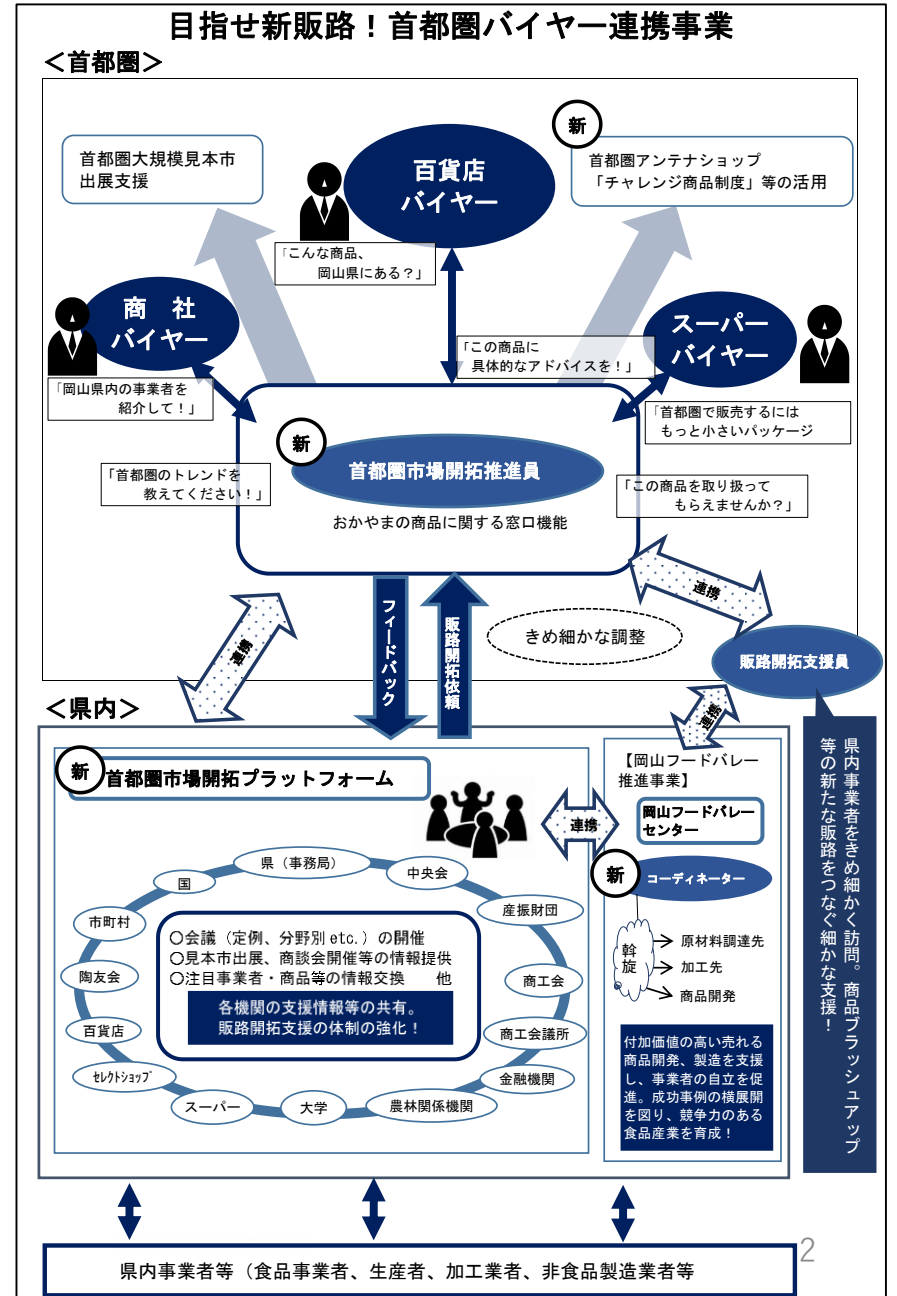 目指せ新販路！首都圏バイヤー連携事業
＜首都圏＞
首都圏大規模見本市
出展支援
百貨店
バイヤー
新
首都圏アンテナショップ
「チャレンジ商品制度」等の活用
「こんな商品、
岡山県にある？」
商　社
バイヤー
スーパー
バイヤー
「この商品に
具体的なアドバイスを！」
「岡山県内の事業者を
紹介して！」
「首都圏で販売するには
もっと小さいパッケージ
新
首都圏市場開拓推進員
おかやまの商品に関する窓口機能
「首都圏のトレンドを
教えてください！」
「この商品を取り扱って
もらえませんか？」
連携
連携
フィードバック
販路開拓依頼
きめ細かな調整
販路開拓支援員
県内事業者をきめ細かく訪問。商品ブラッシュアップ
等の新たな販路をつなぐ細かな支援！
＜県内＞
連携
新
首都圏市場開拓プラットフォーム
連携
県（事務局）
中央会
産振財団
商工会
商工会議所
金融機関
農林関係機関
大学
スーパー
ｾﾚｸﾄｼｮｯﾌﾟ
百貨店
陶友会
市町村
国
〇会議（定例、分野別 etc.）の開催
〇見本市出展、商談会開催等の情報提供
〇注目事業者・商品等の情報交換　他
各機関の支援情報等の共有。
販路開拓支援の体制の強化！
【岡山フードバレー
推進事業】
岡山フードバレー
センター
新
コーディネーター
斡旋
原材料調達先
加工先
商品開発
付加価値の高い売れる
商品開発、製造を支援
し、事業者の自立を促
進。成功事例の横展開
を図り、競争力のある
食品産業を育成！
県内事業者等（食品事業者、生産者、加工業者、非食品製造業者等
2